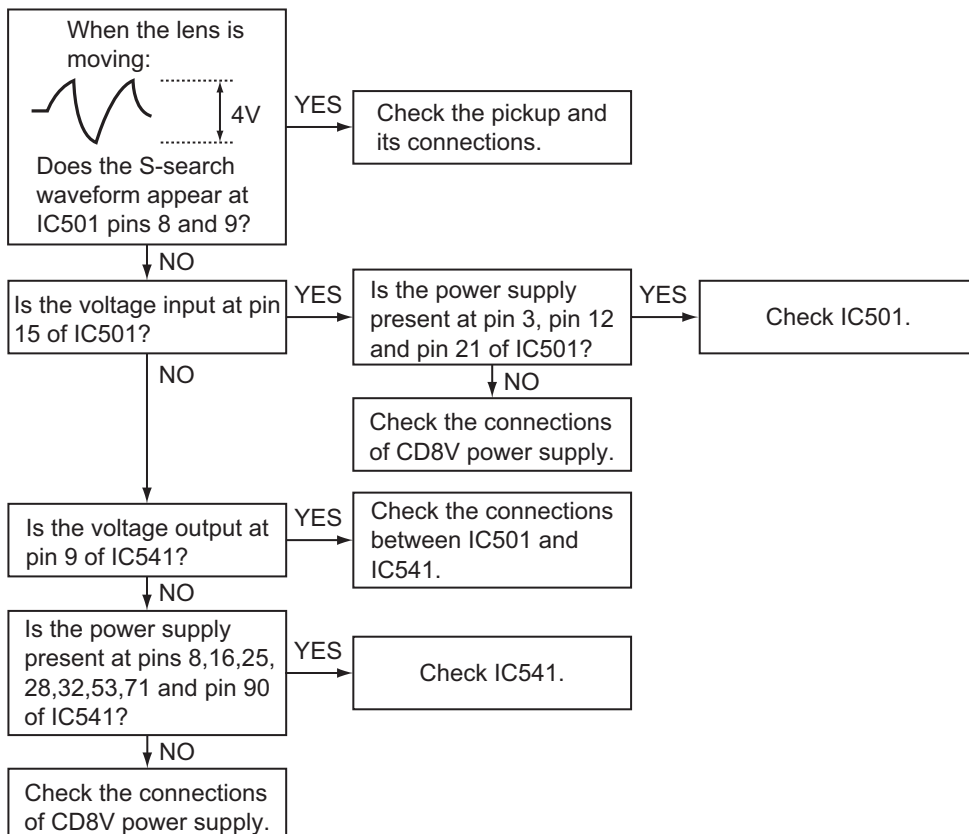 When the lens is
moving:
4V
Does the S-search
waveform appear at
IC501 pins 8 and 9?
YES
Check the pickup and
its connections.
NO
Is the voltage input at pin
15 of IC501?
YES
Is the power supply
present at pin 3, pin 12
and pin 21 of IC501?
YES
Check IC501.
NO
NO
Check the connections
of CD8V power supply.
Is the voltage output at
pin 9 of IC541?
YES
Check the connections
between IC501 and
IC541.
NO
Is the power supply
present at pins 8,16,25,
28,32,53,71 and pin 90
of IC541?
YES
Check IC541.
NO
Check the connections
of CD8V power supply.